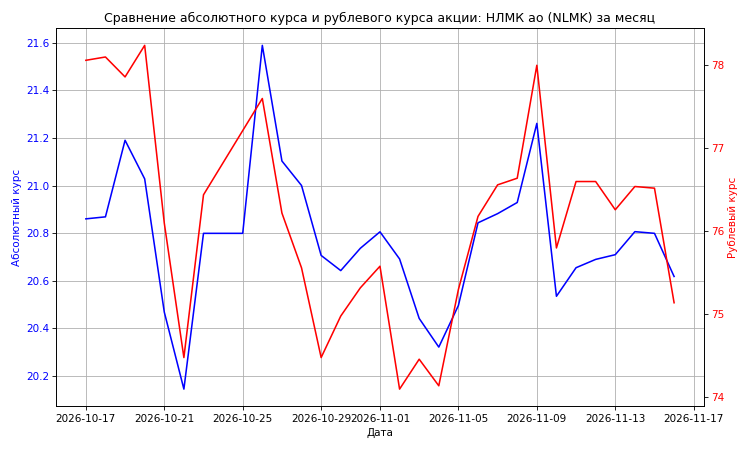 Сравнение абсолютного курса и рублевого курса акции: НЛМК ао (NLMK) за месяц
21.6
21.4
21.2
21.0
20.8
20.6
20.4
20.2
Абсолютный курс
78
77
76
75
74
Рублевый курс
2026-10-17 2026-10-21 2026-10-25 2026-10-29 2026-11-01 2026-11-05 2026-11-09 2026-11-13 2026-11-17
Дата